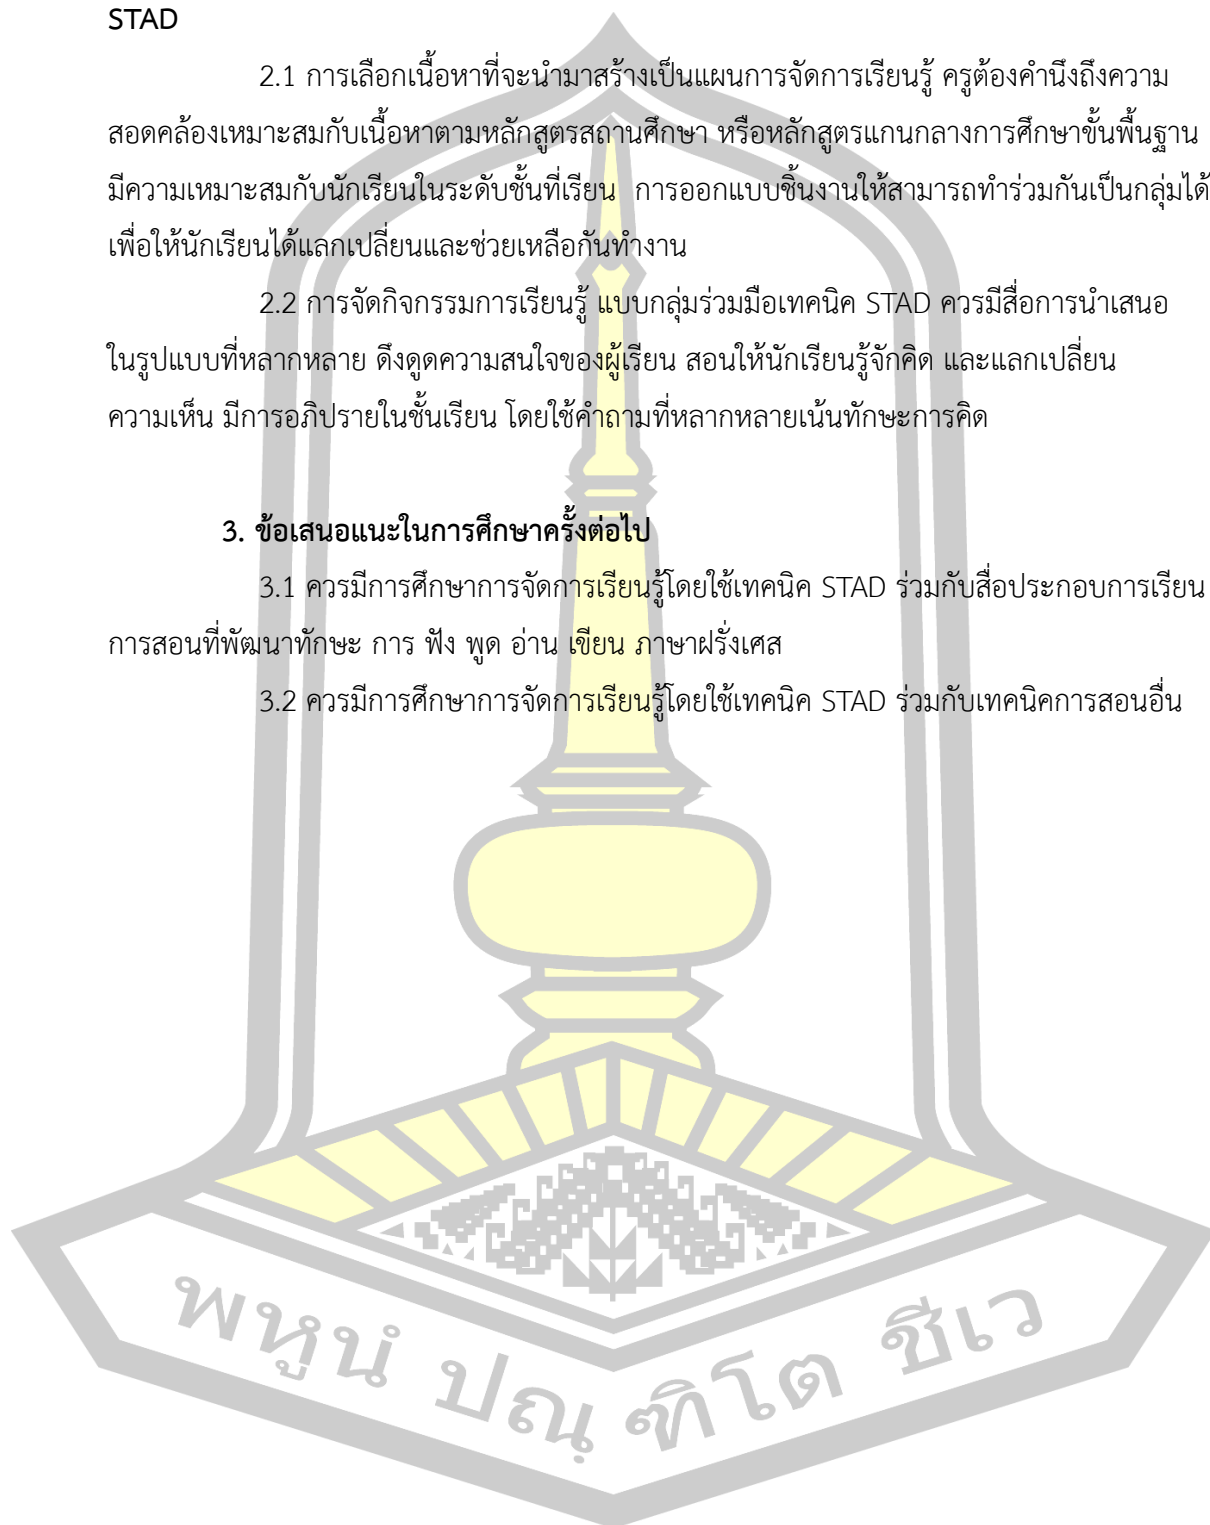 STAD
2.1 การเลือกเนื้อหาที่จะนำมาสร้างเป็นแผนการจัดการเรียนรู้ ครูต้องคำนึงถึงความ
สอดคล้องเหมาะสมกับเนื้อหาตามหลักสูตรสถานศึกษา หรือหลักสูตรแกนกลางการศึกษาขั้นพื้นฐาน
มีความเหมาะสมกับนักเรียนในระดับชั้นที่เรียน การออกแบบชิ้นงานให้สามารถทำร่วมกันเป็นกลุ่มได้
เพื่อให้นักเรียนได้แลกเปลี่ยนและช่วยเหลือกันทำงาน
2.2 การจัดกิจกรรมการเรียนรู้ แบบกลุ่มร่วมมือเทคนิค STAD ควรมีสื่อการนำเสนอ
ในรูปแบบที่หลากหลาย ดึงดูดความสนใจของผู้เรียน สอนให้นักเรียนรู้จักคิด และแลกเปลี่ยน
ความเห็น มีการอภิปรายในชั้นเรียน โดยใช้คำถามที่หลากหลายเน้นทักษะการคิด
3. ข้อเสนอแนะในการศึกษาครั้งต่อไป
3.1 ควรมีการศึกษาการจัดการเรียนรู้โดยใช้เทคนิค STAD ร่วมกับสื่อประกอบการเรียน
การสอนที่พัฒนาทักษะ การ ฟัง พูด อ่าน เขียน ภาษาฝรั่งเศส
3.2 ควรมีการศึกษาการจัดการเรียนรู้โดยใช้เทคนิค STAD ร่วมกับเทคนิคการสอนอื่น
พหูนํ ปณฺ ฑิโต ชีเว